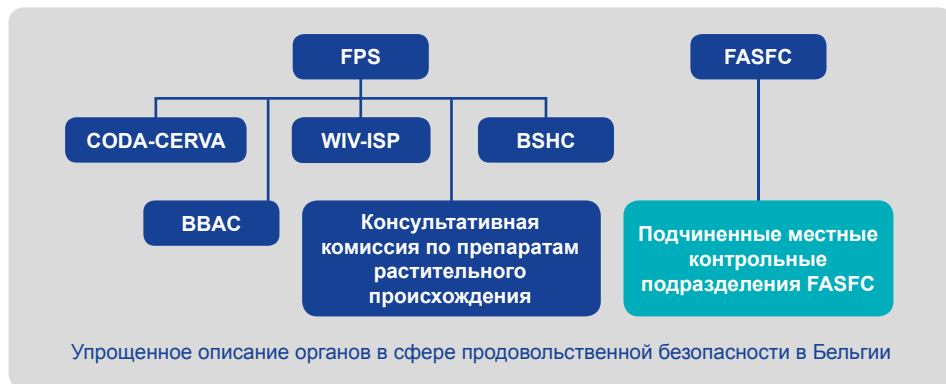 FPS
FASFC
CODA-CERVA
WIV-ISP
BSHC
BBAC
Консультативная
комиссия по препаратам
растительного
происхождения
Подчиненные местные
контрольные
подразделения FASFC
Упрощенное описание органов в сфере продовольственной безопасности в Бельгии